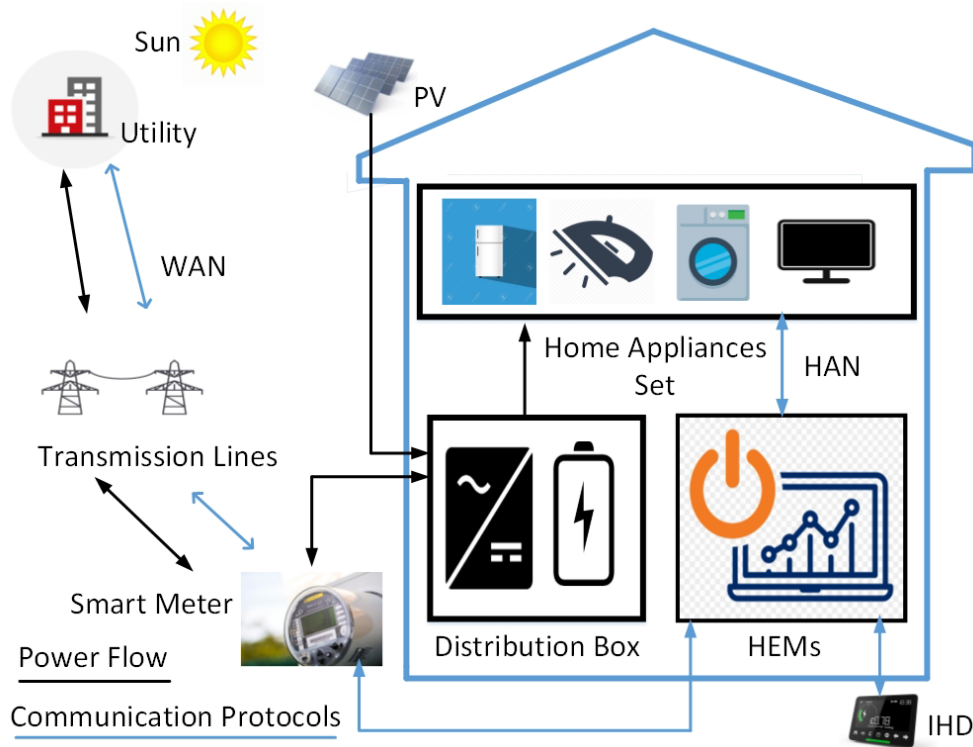 Sun
PV
Utility
WAN
Home Appliances
Set
HAN
Transmission Lines
Smart Meter
Distribution Box
HEMs
Power Flow
Communication Protocols
IHD